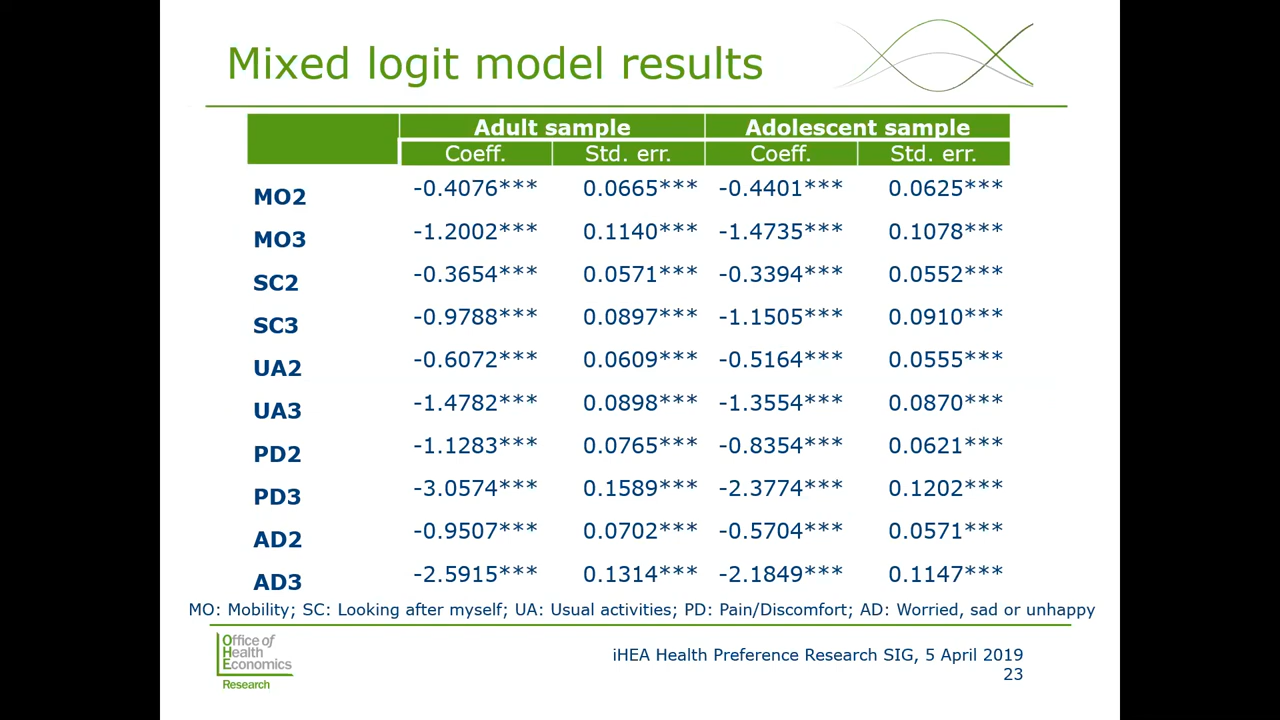 Mixed logit model results
Adult sample Adolescent sample
Coeff. Std. err. Coeff. Std. err.
MO2 -0.4076*** 0.0665*** -0.4401*** 0.0625***
MO3 -1.2002*** 0.1140*** -1.4735*** 0.1078***
SC2 -0.3654*** 0.0571*** -0.3394*** 0.0552***
SC3 -0.9788*** 0.0897*** -1.1505*** 0.0910***
UA2 -0.6072*** 0.0609*** -0.5164*** 0.0555***
UA3 -1.4782*** 0.0898*** -1.3554*** 0.0870***
PD2 -1.1283*** 0.0765*** -0.8354*** 0.0621***
PD3 -3.0574*** 0.1589*** -2.3774*** 0.1202***
AD2 -0.9507*** 0.0702*** -0.5704*** 0.0571***
AD3 -2.5915*** 0.1314*** -2.1849*** 0.1147***
MO: Mobility; SC: Looking after myself; UA: Usual activities; PD: Pain/Discomfort; AD: Worried, sad or unhappy
Office of
Health
Economics
Research
iHEA Health Preference Research SIG, 5 April 2019
23